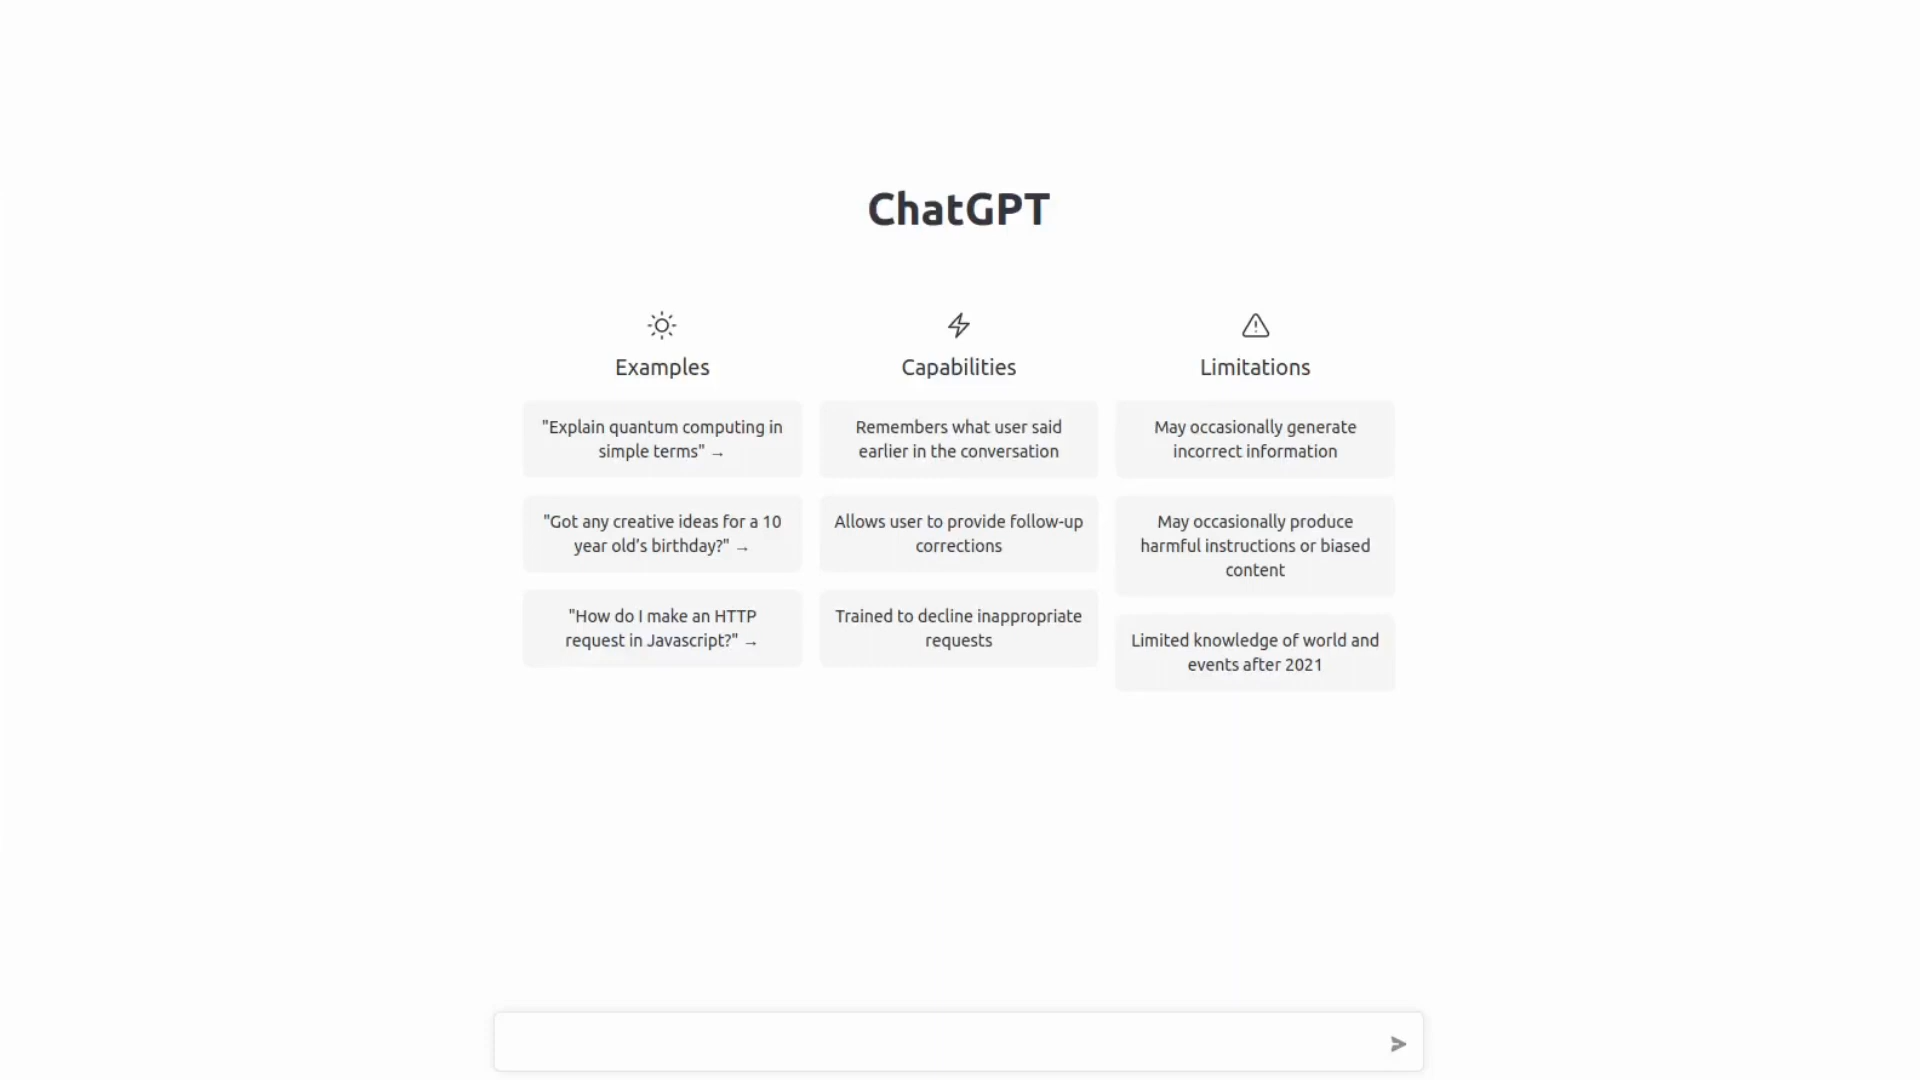 ChatGPT
Examples
"Explain quantum computing in
simple terms" →
"Got any creative ideas for a 10
year old’s birthday?" →
"How do I make an HTTP
request in Javascript?" →
Capabilities
Remembers what user said
earlier in the conversation
Allows user to provide follow-up
corrections
Trained to decline inappropriate
requests
Limitations
May occasionally generate
incorrect information
May occasionally produce
harmful instructions or biased
content
Limited knowledge of world and
events after 2021